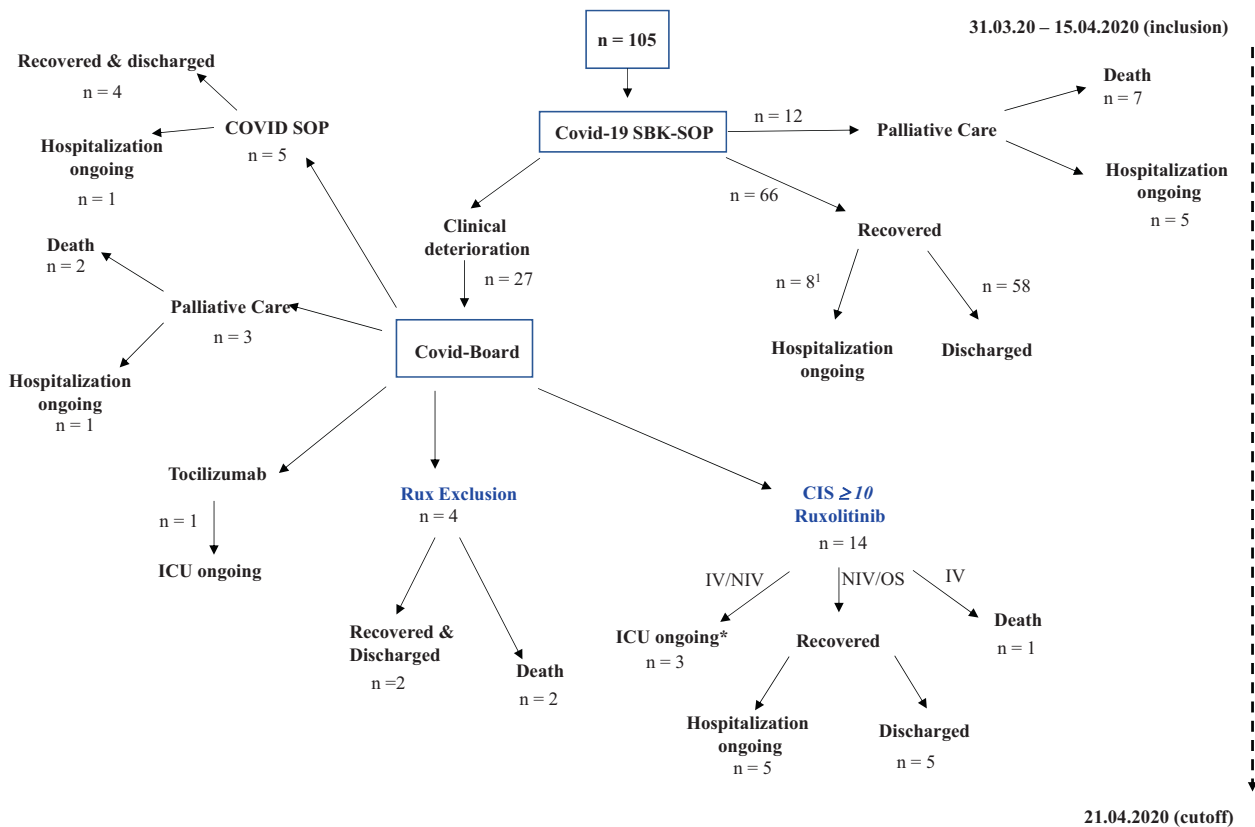 n = 105
31.03.20 – 15.04.2020 (inclusion)
Recovered & discharged
n = 4
COVID SOP
n = 5
Hospitalization
ongoing
n = 1
Covid-19 SBK-SOP
n = 12
Palliative Care
Death
n = 7
Hospitalization
ongoing
n = 5
n = 66
Recovered
n = 8¹
n = 58
Hospitalization
ongoing
Discharged
Clinical
deterioration
n = 27
Covid-Board
Death
n = 2
Palliative Care
n = 3
Hospitalization
ongoing
n = 1
Tocilizumab
n = 1
ICU ongoing
Rux Exclusion
n = 4
Recovered &
Discharged
n =2
Death
n = 2
CIS ≥ 10
Ruxolitinib
n = 14
IV/NIV
NIV/OS
IV
ICU ongoing*
n = 3
Recovered
Death
n = 1
Hospitalization
ongoing
n = 5
Discharged
n = 5
21.04.2020 (cutoff)